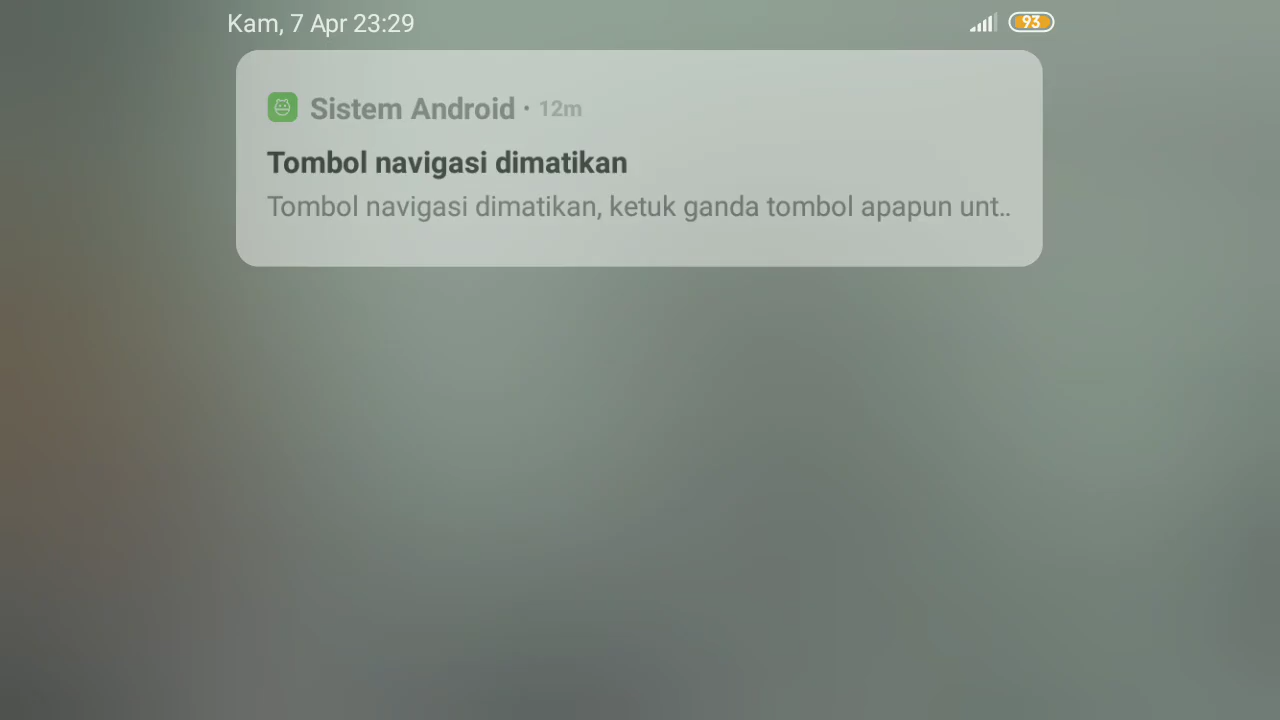 Kam, 7 Apr 23:29 93
Sistem Android • 12m
Tombol navigasi dimatikan
Tombol navigasi dimatikan, ketuk ganda tombol apapun unt..